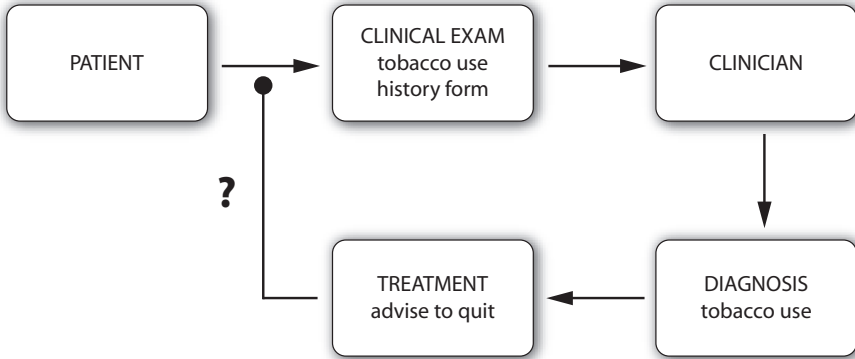 PATIENT
CLINICAL EXAM
tobacco use
history form
CLINICIAN
?
TREATMENT
advise to quit
DIAGNOSIS
tobacco use